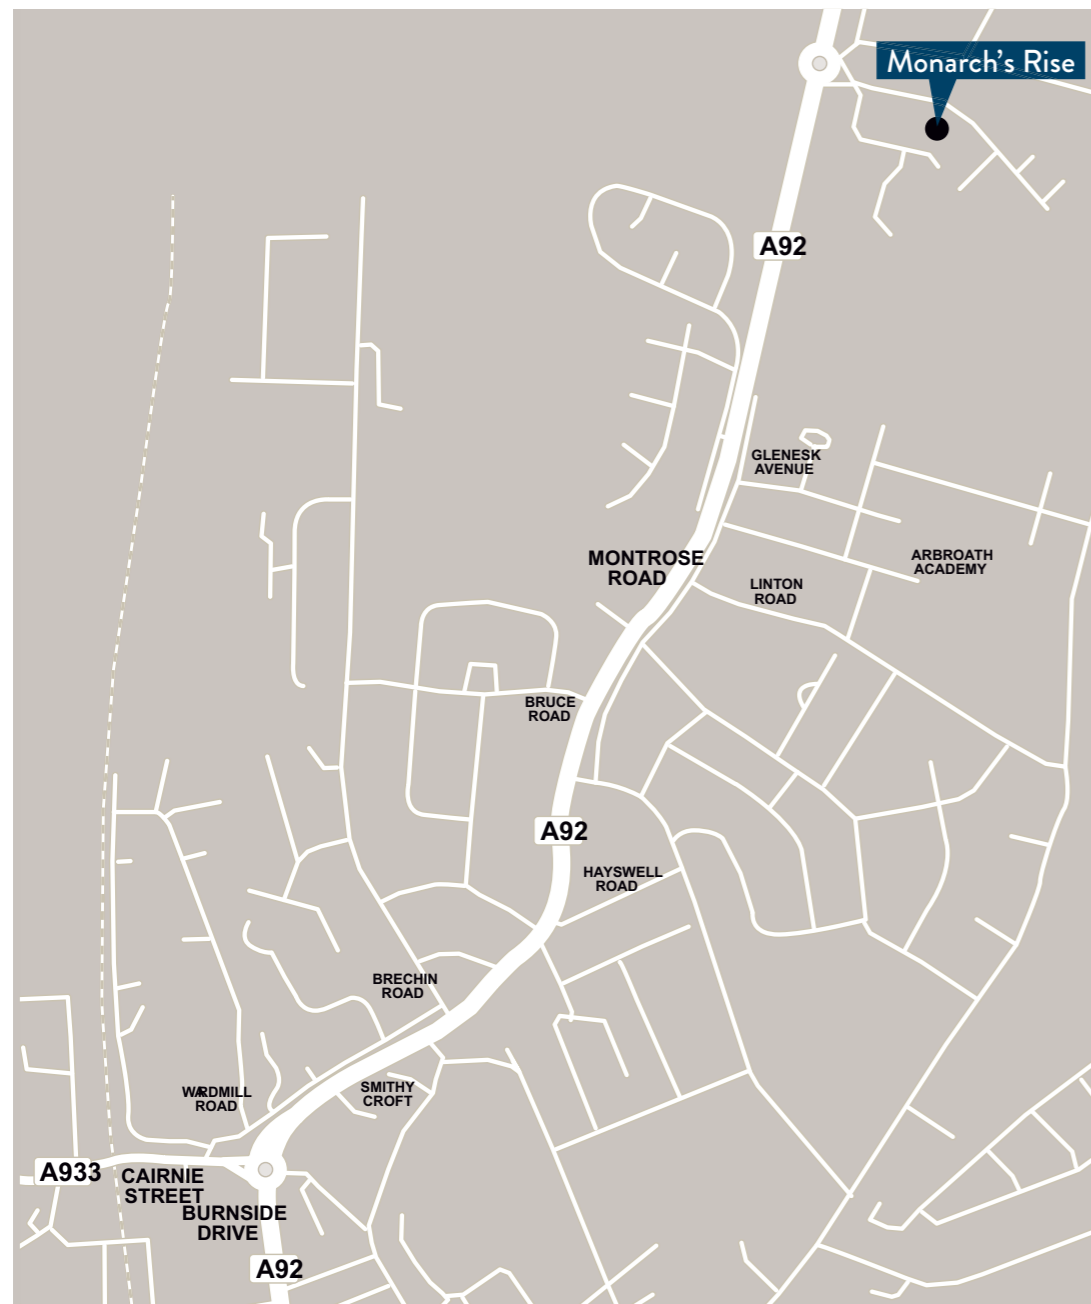 Monarch's Rise
A92
GLENESK
AVENUE
MONTROSE
ROAD
ARBROATH
ACADEMY
LINTON
ROAD
BRUCE
ROAD
A92
HAYSWELL
ROAD
BRECHIN
ROAD
WARDMILL
ROAD
SMITHY
CROFT
A933
CAIRNIE
STREET
BURNSIDE
DRIVE
A92